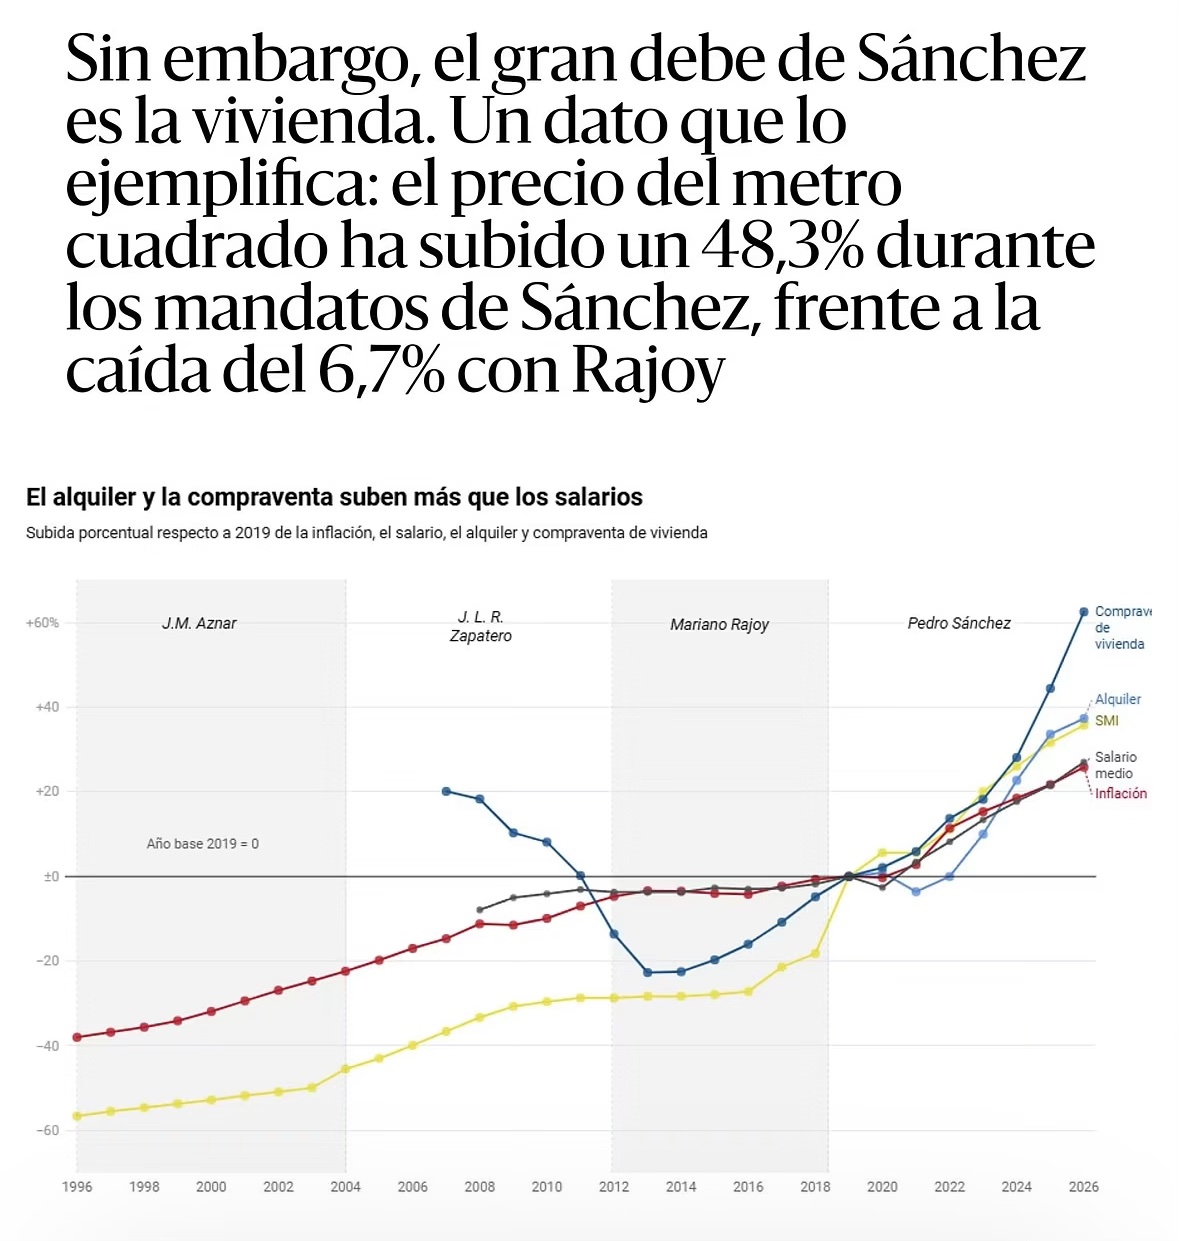 Sin embargo, el gran debe de Sánchez
es la vivienda. Un dato que lo
ejemplifica: el precio del metro
cuadrado ha subido un 48,3% durante
los mandatos de Sánchez, frente a la
caída del 6,7% con Rajoy
El alquiler y la compraventa suben más que los salarios
Subida porcentual respecto a 2019 de la inflación, el salario, el alquiler y compraventa de vivienda
J.M. Aznar
J. L. R.
Zapatero
Mariano Rajoy
Pedro Sánchez
+60%
+40
+20
±0
−20
−40
−60
Año base 2019 = 0
Comprave
de
vivienda
Alquiler
SMI
Salario
medio
Inflación
1996 1998 2000 2002 2004 2006 2008 2010 2012 2014 2016 2018 2020 2022 2024 2026